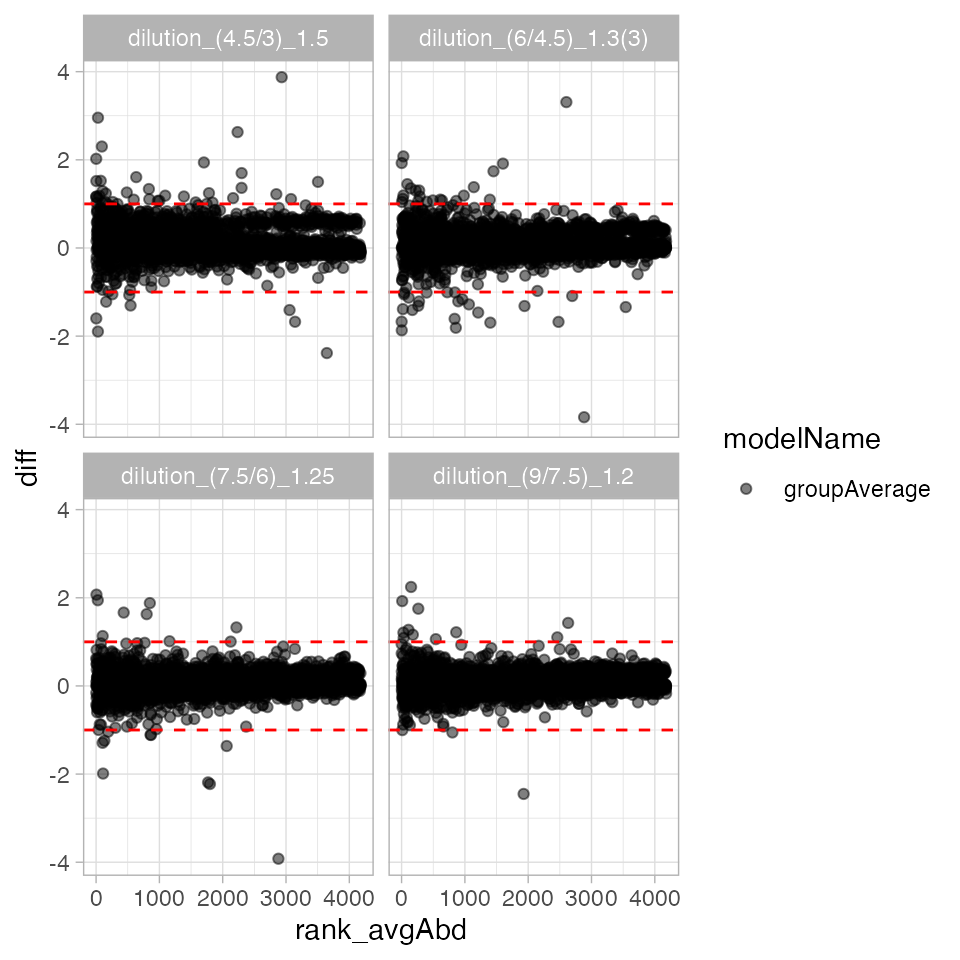 dilution_(4.5/3)_1.5
dilution_(6/4.5)_1.3(3)
4
2
0
-2
-4
dilution_(7.5/6)_1.25
dilution_(9/7.5)_1.2
4
2
0
-2
-4
0 1000 2000 3000 4000
0 1000 2000 3000 4000
rank_avgAbd
diff
modelName
groupAverage